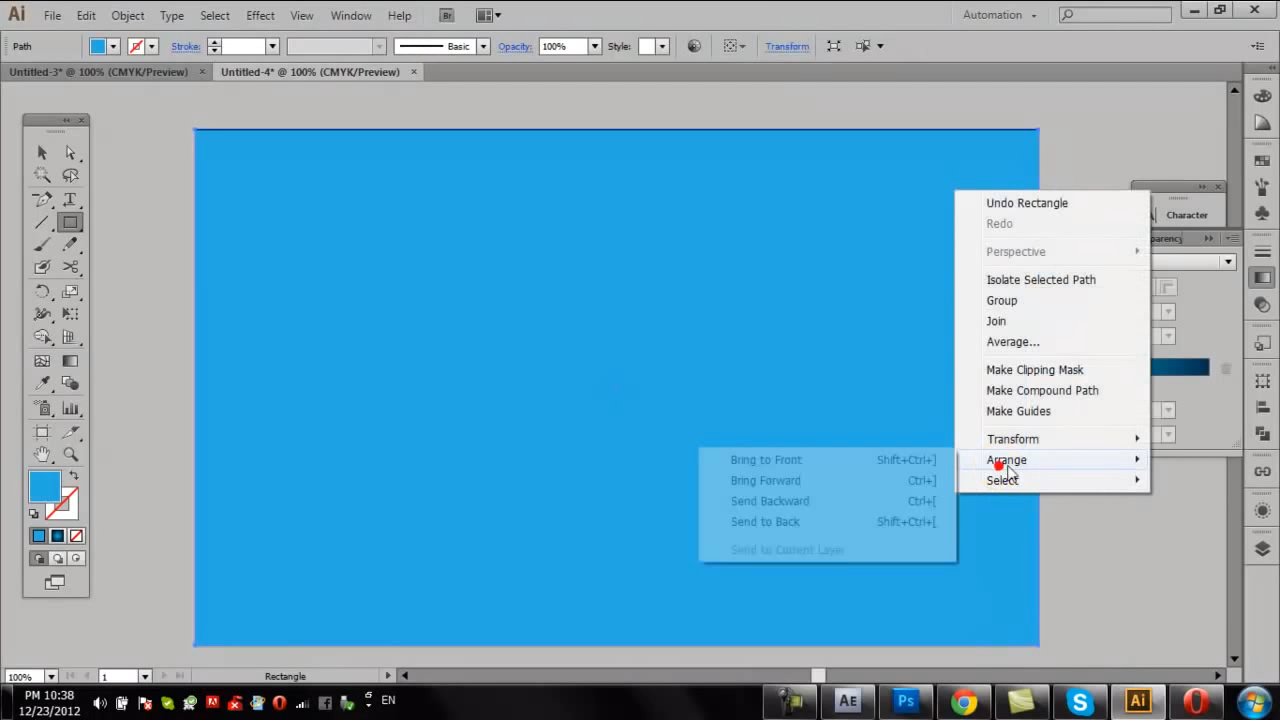 Ai File Edit Object Type Select Effect View Window Help Br Automation
Path Stroke: Basic Opacity: 100% Style: Transform
Untitled-3* @ 100% (CMYK/Preview) × Untitled-4* @ 100% (CMYK/Preview) ×
Undo Rectangle
Redo
Character
Perspective
Isolate Selected Path
Group
Join
Average...
Make Clipping Mask
Make Compound Path
Make Guides
Transform
Arrange
Select
Bring to Front Shift+Ctrl+]
Bring Forward Ctrl+]
Send Backward Ctrl+[
Send to Back Shift+Ctrl+[
Send to Current Layer
100% 1 Rectangle
PM 10:38
12/23/2012
EN
AE Ps Ai